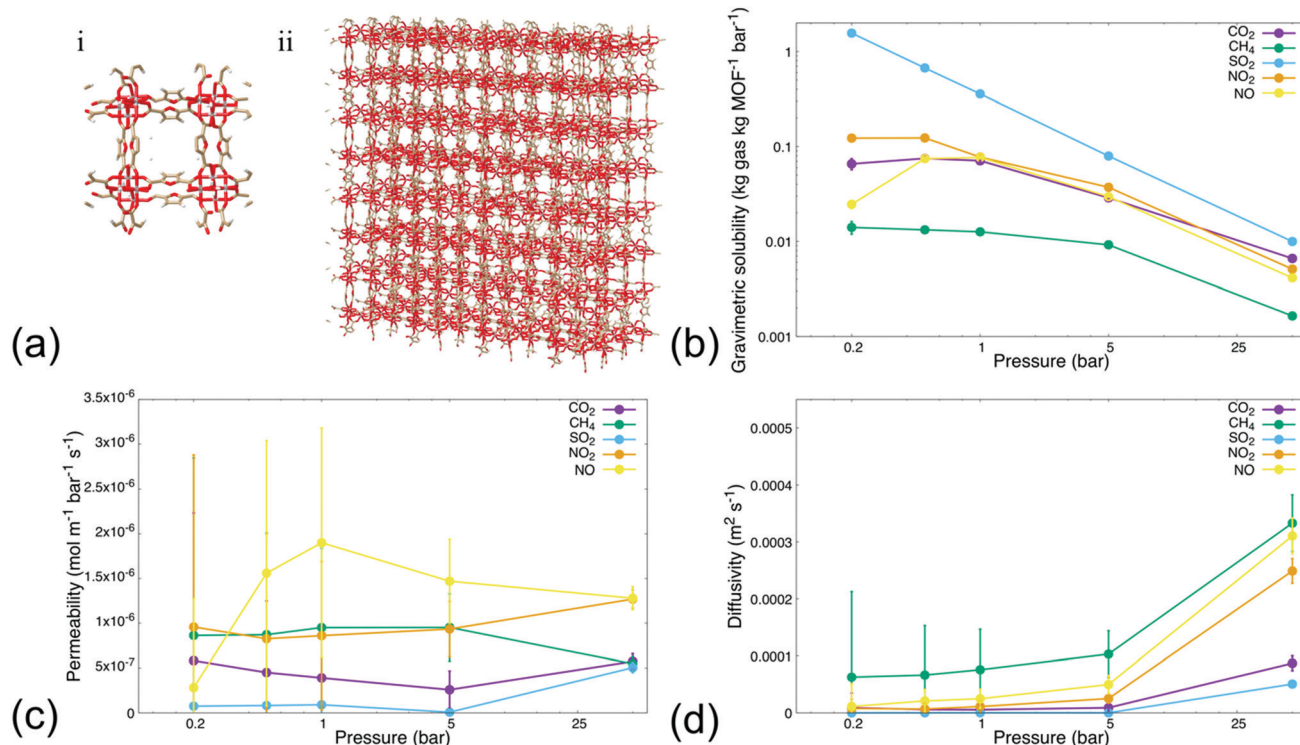 i
ii
(a)
Gravimetric solubility (kg gas kg MOF⁻¹ bar⁻¹)
1
0.1
0.01
0.001
CO₂
CH₄
SO₂
NO₂
NO
0.2
1
5
25
Pressure (bar)
(b)
Permeability (mol m⁻¹ bar⁻¹ s⁻¹)
3.5x10⁻⁶
3x10⁻⁶
2.5x10⁻⁶
2x10⁻⁶
1.5x10⁻⁶
1x10⁻⁶
5x10⁻⁷
0
CO₂
CH₄
SO₂
NO₂
NO
0.2
1
5
25
Pressure (bar)
(c)
Diffusivity (m² s⁻¹)
0.0005
0.0004
0.0003
0.0002
0.0001
0
CO₂
CH₄
SO₂
NO₂
NO
0.2
1
5
25
Pressure (bar)
(d)